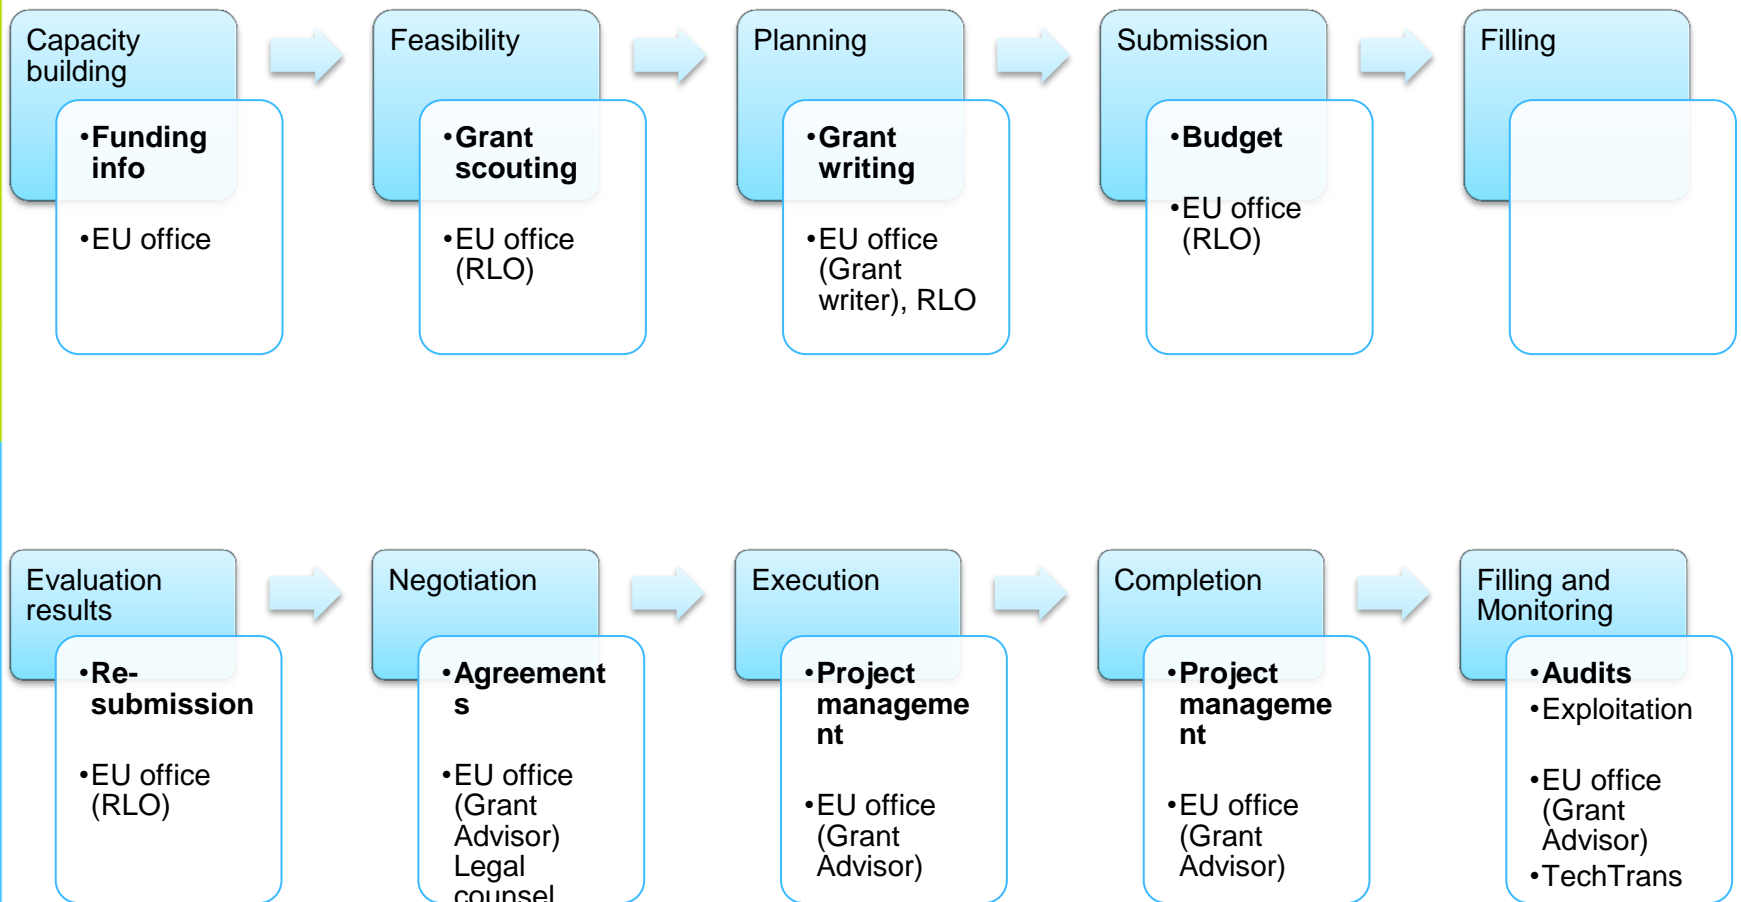 Capacity
building
•Funding
info
•EU office
Feasibility
•Grant
scouting
•EU office
(RLO)
Planning
•Grant
writing
•EU office
(Grant
writer), RLO
Submission
•Budget
•EU office
(RLO)
Filling
Evaluation
results
•Re-
submission
•EU office
(RLO)
Negotiation
•Agreement
s
•EU office
(Grant
Advisor)
Legal
counsel
Execution
•Project
manageme
nt
•EU office
(Grant
Advisor)
Completion
•Project
manageme
nt
•EU office
(Grant
Advisor)
Filling and
Monitoring
•Audits
•Exploitation
•EU office
(Grant
Advisor)
•TechTrans